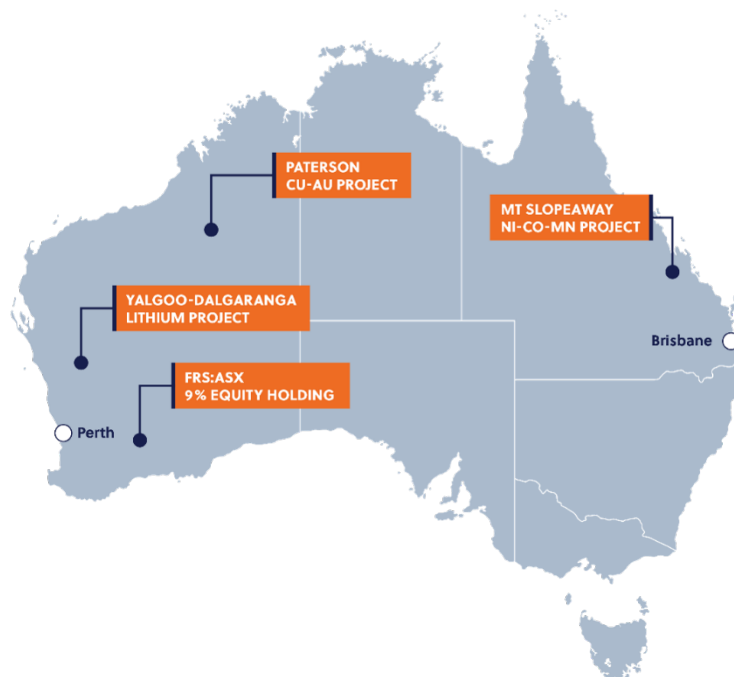 PATERSON
CU-AU PROJECT
MT SLOPEAWAY
NI-CO-MN PROJECT
YALGOO-DALGARANGA
LITHIUM PROJECT
Brisbane
FRS:ASX
9% EQUITY HOLDING
Perth